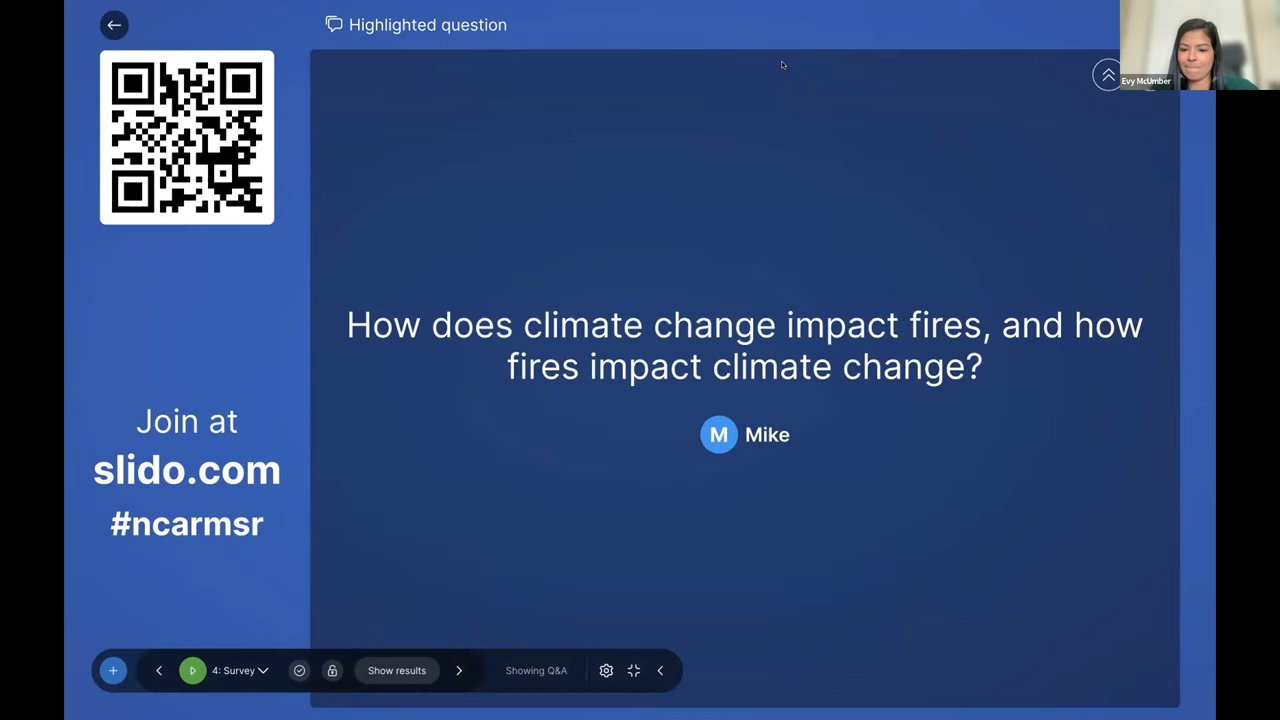 Highlighted question
Evy McUmber
How does climate change impact fires, and how
fires impact climate change?
M Mike
Join at
slido.com
#ncarmsr
4: Survey
Show results
Showing Q&A